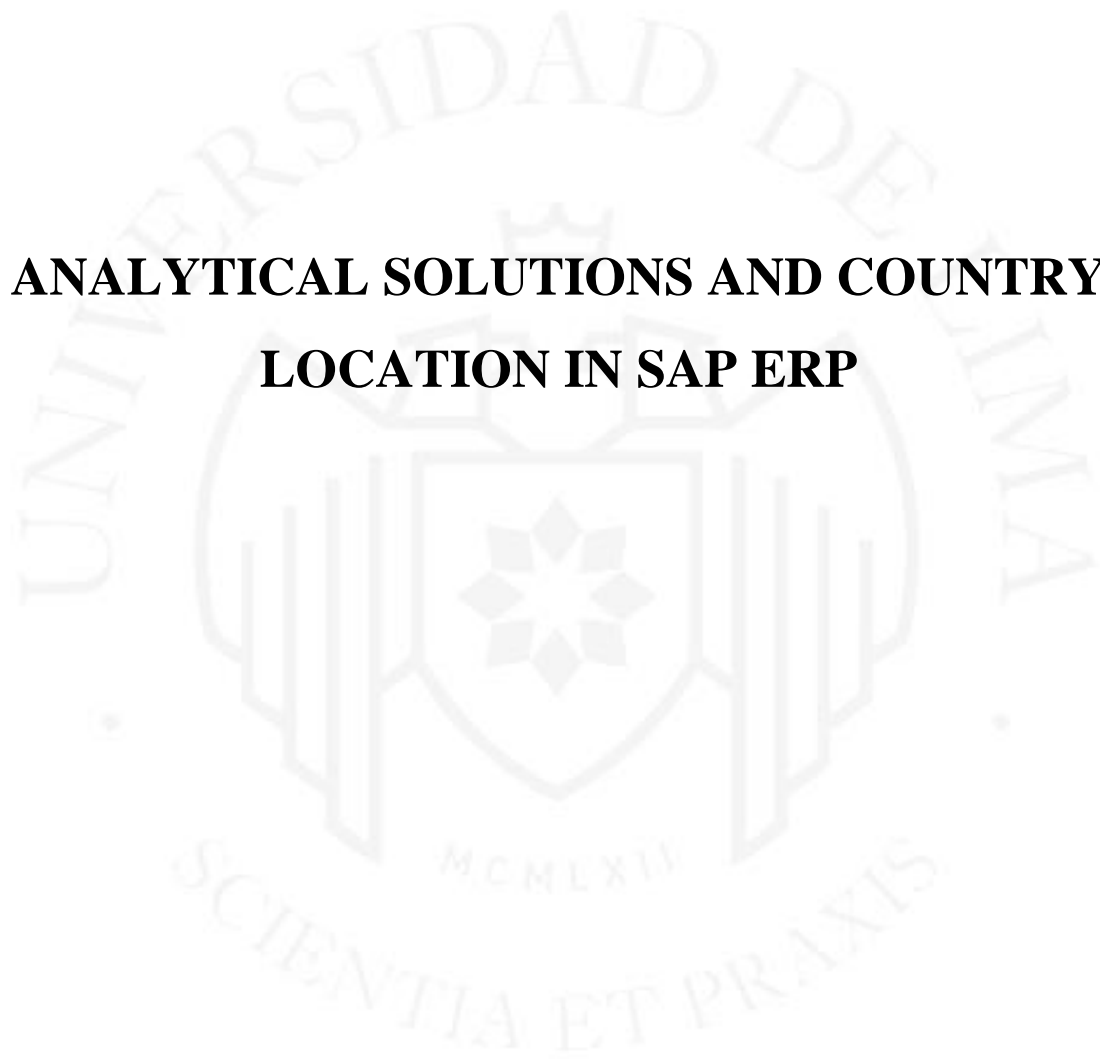 UNIVERSIDAD DE LIMA
ANALYTICAL SOLUTIONS AND COUNTRY
LOCATION IN SAP ERP
MCMLXII
SCIENTIA ET PRAXIS